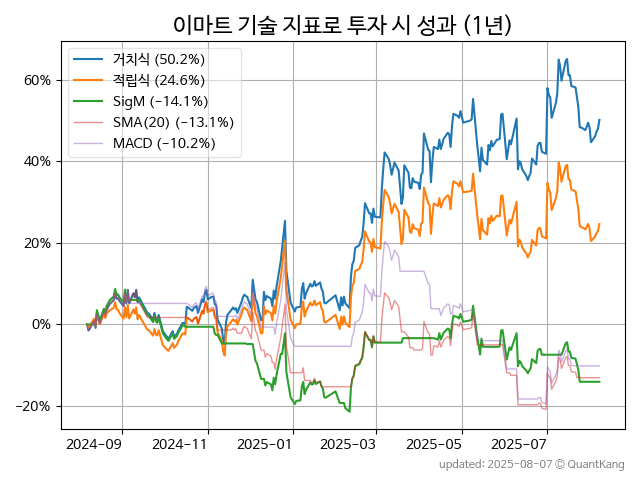 이마트 기술 지표로 투자 시 성과 (1년)
거치식 (50.2%)
적립식 (24.6%)
SigM (−14.1%)
SMA(20) (−13.1%)
MACD (−10.2%)
60%
40%
20%
0%
−20%
2024-09 2024-11 2025-01 2025-03 2025-05 2025-07
updated: 2025-08-07 © QuantKang